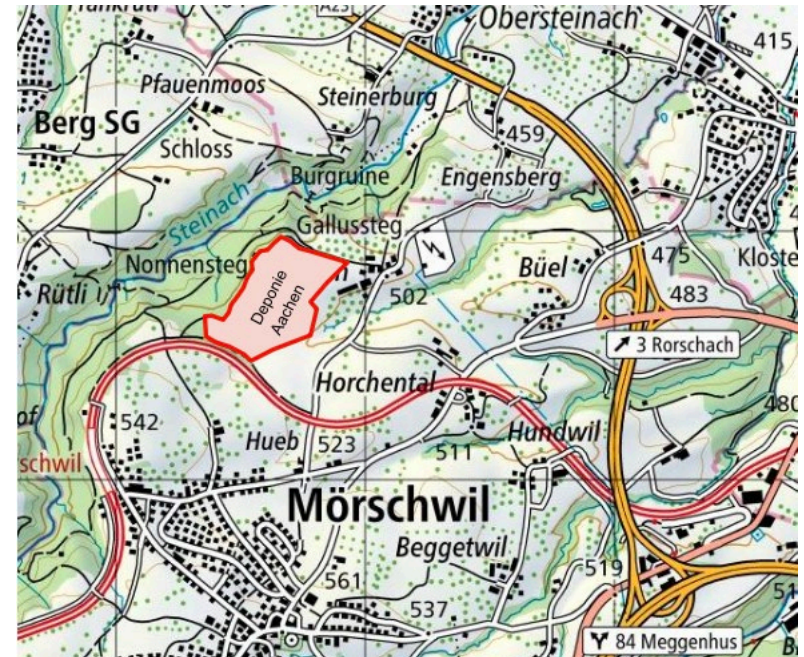 A23
Obersteinach
415
Pfauenmoos
Steinerburg
Berg SG
459
Schloss
Burgruine
Engensberg
Steinach
Gallussteg
Nonnensteg
475
Büel
Rütli
502
483
Deponie
Aachen
3 Rorschach
Horchental
480
542
Hueb
523
511
Hundwil
schwil
Mörschwil
Beggetwil
519
561
537
84 Meggenhus